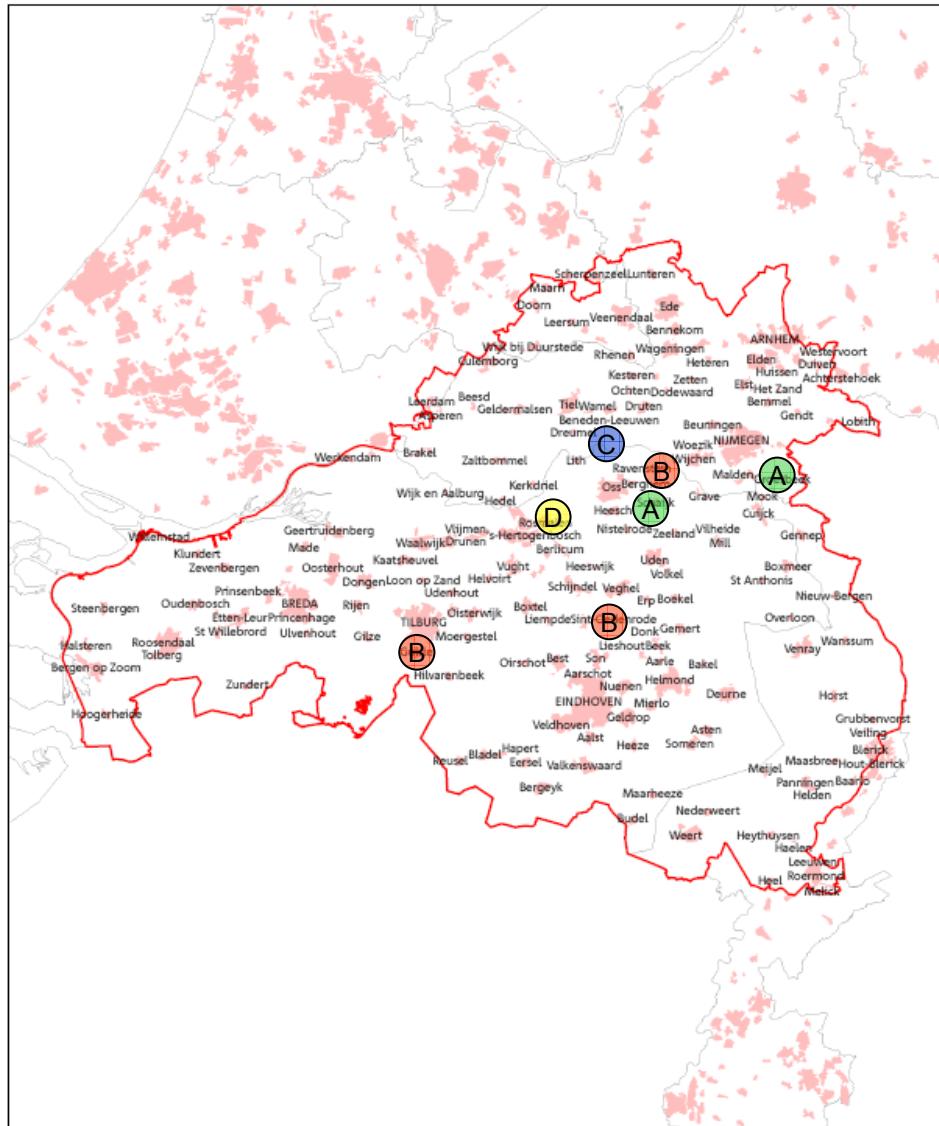 Scherpenzeel Lunteren
Maarn
Doorn
Ede
Leersum
Veenendaal
Bennekom
ARNHEM
Wijk bij Duurstede
Wageningen
Westervoort
Culemborg
Rhenen
Elden
Duiven
Heteren
Huissen
Kesteren
Zetten
Achterstehoek
Elst
Het Zand
Ochten
Dodewaard
Beesd
Leerdam
Bemmel
Geldermalsen
Tiel
Wamel
Druten
Asperen
Gendt
Beneden-Leeuwen
Beuningen
Lobith
Dreumel
NIJMEGEN
C
Woezik
Werkendam
Brakel
Zaltbommel
Lith
Wijchen
Ravenstein
B
Malden
A
Kerkdriel
Oss
Wijk en Aalburg
Hedel
Grave
Mook
A
Heesch
Cuijck
D
Geertruidenberg
Vlijmen
Nistelrode
Vilheide
Willemstad
's-Hertogenbosch
Zeeland
Gennep
Made
Waalwijk
Drunen
Mill
Klundert
Berlicum
Kaatsheuvel
Uden
Zevenbergen
Oosterhout
Vught
Heeswijk
Boxmeer
Helvoirt
Volkel
Dongen
Loon op Zand
St Anthonis
Schijndel
Veghel
Prinsenbeek
Udenhout
Nieuw-Bergen
Erp
Boekel
Oudenbosch
BREDA
Rijen
Steenbergen
Boxtel
Oisterwijk
Etten-Leur
Princenhage
Liempde
Overloon
TILBURG
B
Donk
Gemert
St Willebrord
Ulvenhout
Gilze
Moergestel
Roosendaal
Wanssum
Halsteren
Lieshout
Beek
Venray
Tolberg
B
Best
Son
Aarle
Bakel
Bergen op Zoom
Oirschot
Hilvarenbeek
Aarschot
Helmond
Zundert
Nuenen
Deurne
Horst
EINDHOVEN
Mierlo
Hoogerheide
Geldrop
Grubbenvorst
Veldhoven
Asten
Veiling
Aalst
Someren
Hapert
Heeze
Blerick
Bladel
Reusel
Eersel
Valkenswaard
Maasbree
Hout-Blerick
Meijel
Panningen
Baarlo
Bergeyk
Maarheeze
Helden
Nederweert
Budel
Weert
Heythuysen
Haelen
Leeuwen
Roermond
Heel
Melick